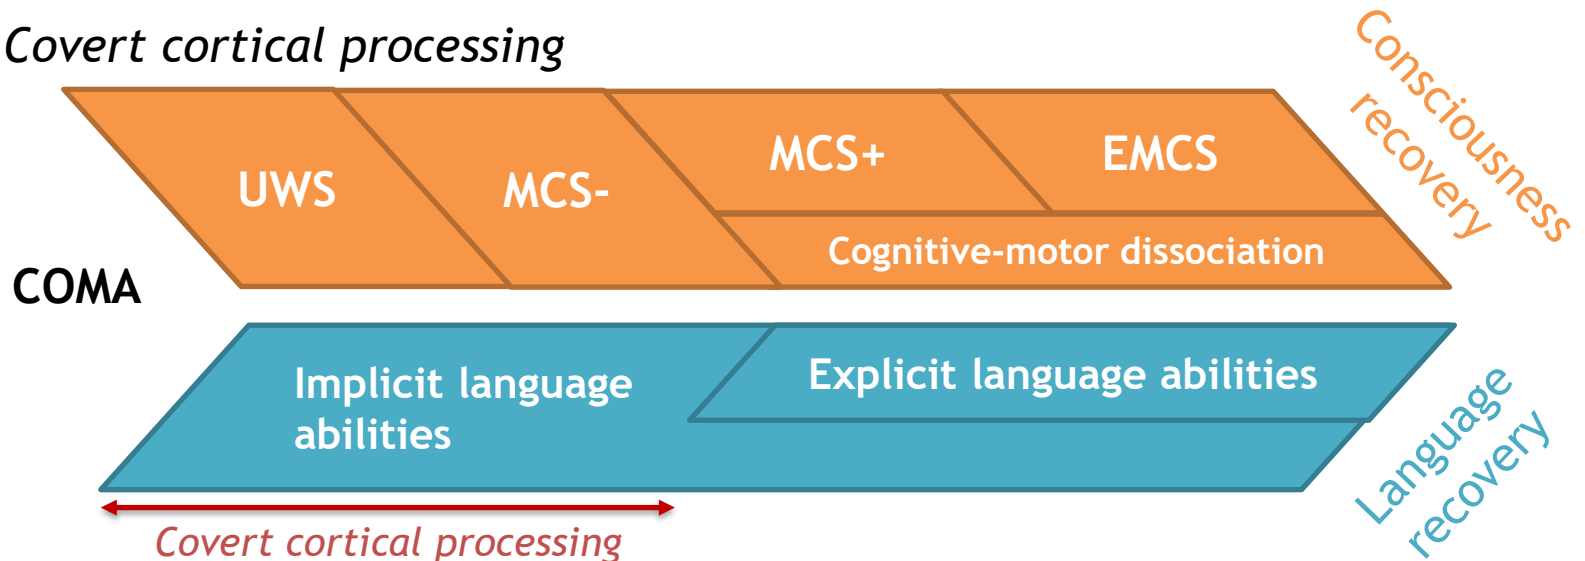 Covert cortical processing
Consciousness
recovery
UWS
MCS-
MCS+
EMCS
Cognitive-motor dissociation
COMA
Implicit language
abilities
Explicit language abilities
Language
recovery
Covert cortical processing